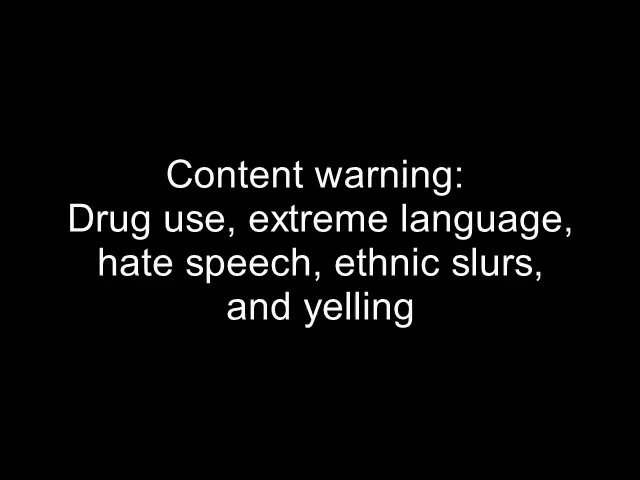 Content warning:
Drug use, extreme language,
hate speech, ethnic slurs,
and yelling